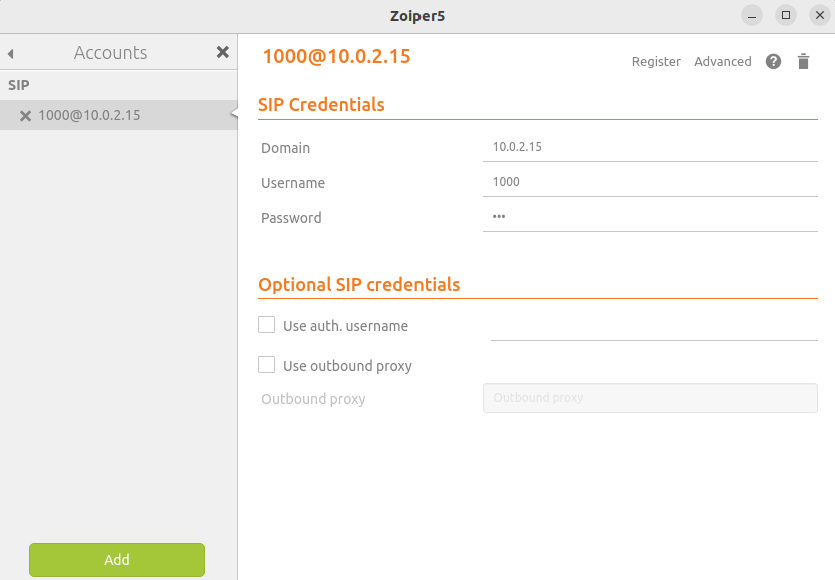 Zoiper5
Accounts
SIP
1000@10.0.2.15
Add
1000@10.0.2.15
Register Advanced ?
SIP Credentials
Domain 10.0.2.15
Username 1000
Password •••
Optional SIP credentials
Use auth. username
Use outbound proxy
Outbound proxy Outbound proxy